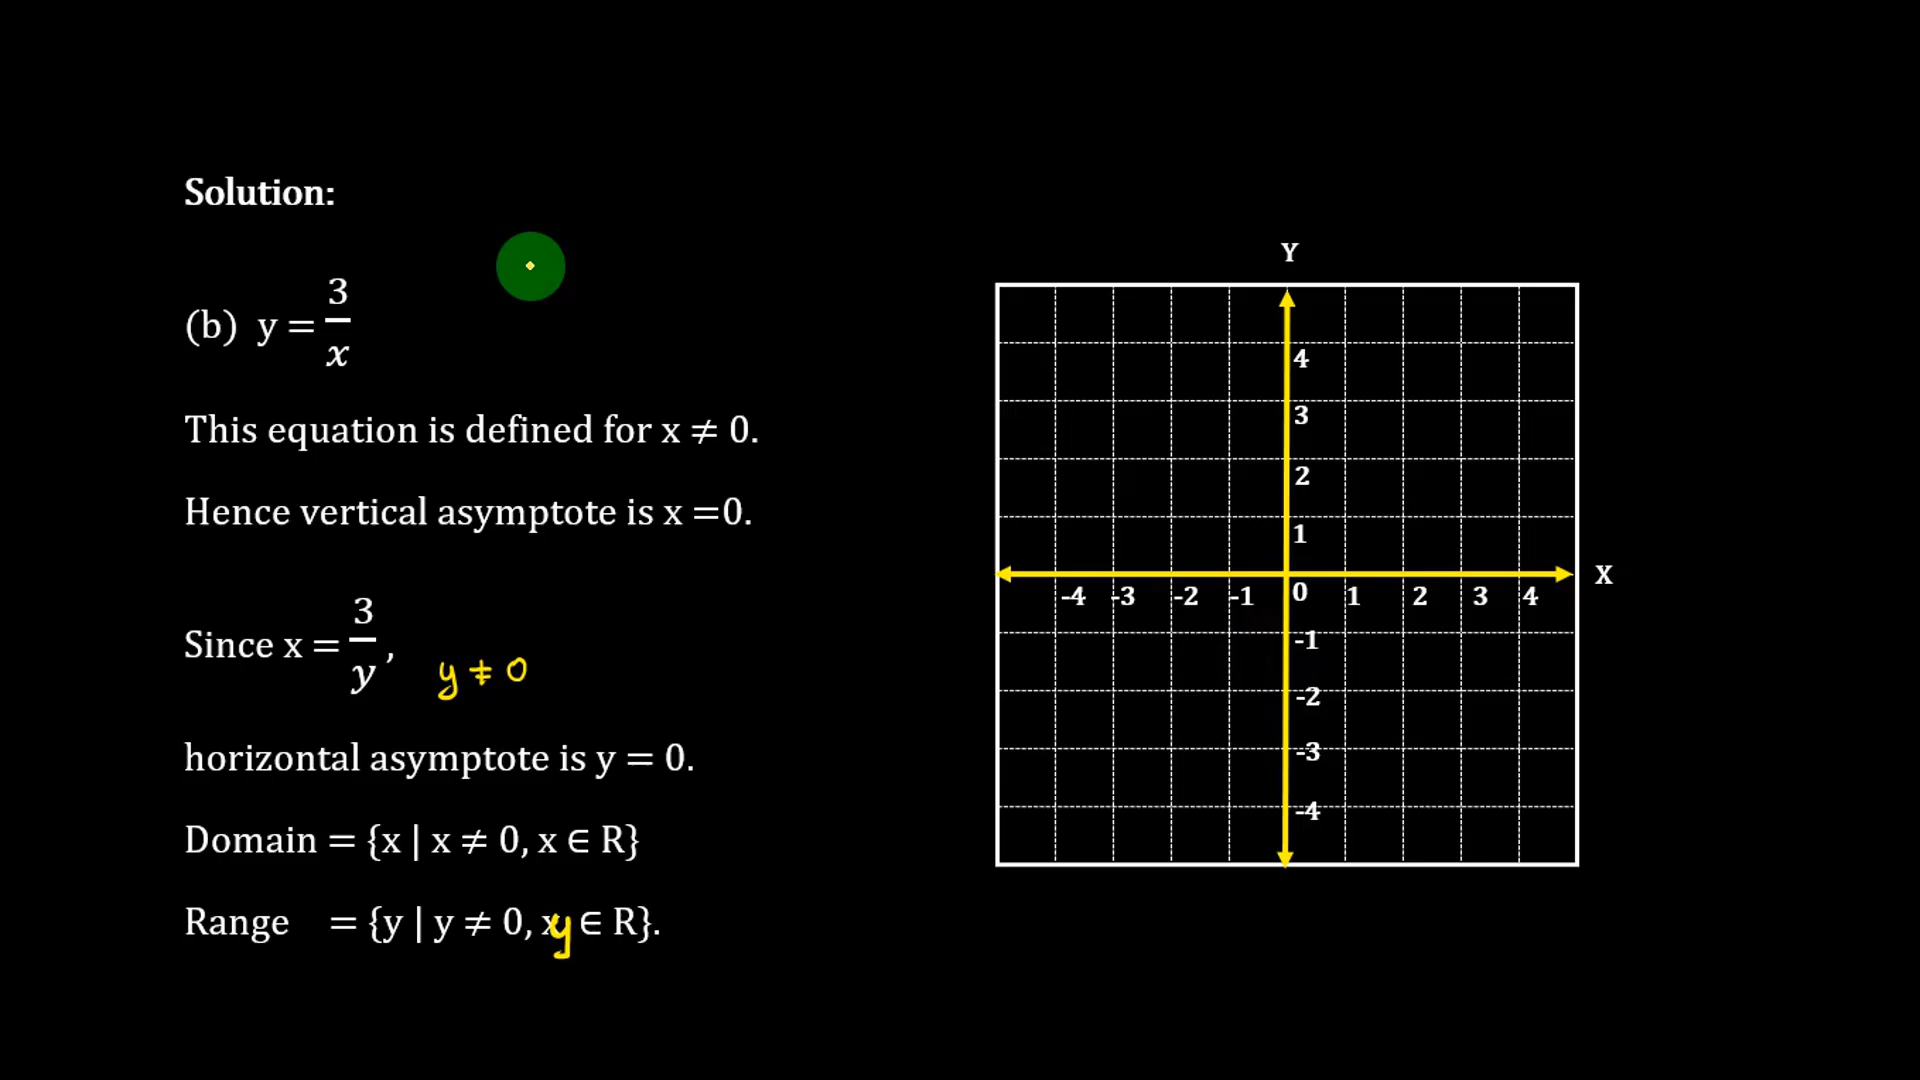 Solution:
(b) y = 3/x
This equation is defined for x ≠ 0.
Hence vertical asymptote is x =0.
Since x = 3/y , y ≠ 0
horizontal asymptote is y = 0.
Domain = {x | x ≠ 0, x ∈ R}
Range = {y | y ≠ 0, xy ∈ R}.
Y
4
3
2
1
X
-4 -3 -2 -1 0 1 2 3 4
-1
-2
-3
-4